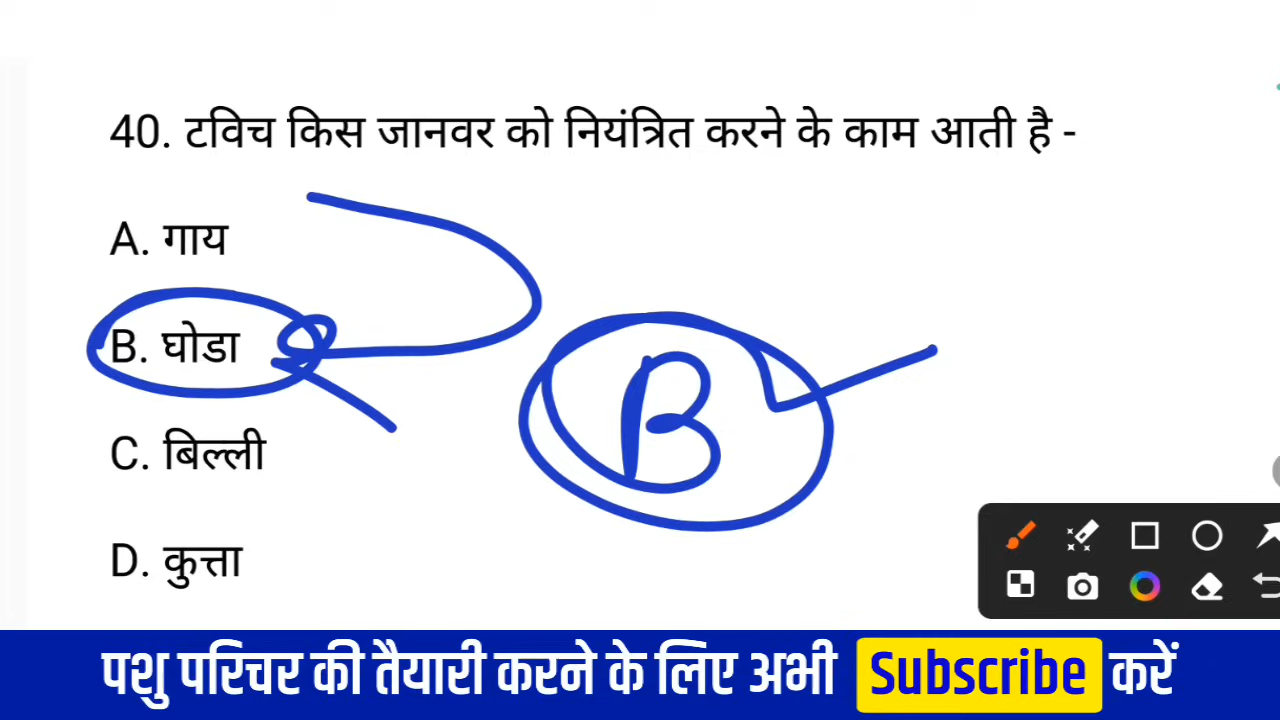 40. टविच किस जानवर को नियंत्रित करने के काम आती है -
A. गाय
B. घोडा
B
C. बिल्ली
D. कुत्ता
पशु परिचर की तैयारी करने के लिए अभी Subscribe करें